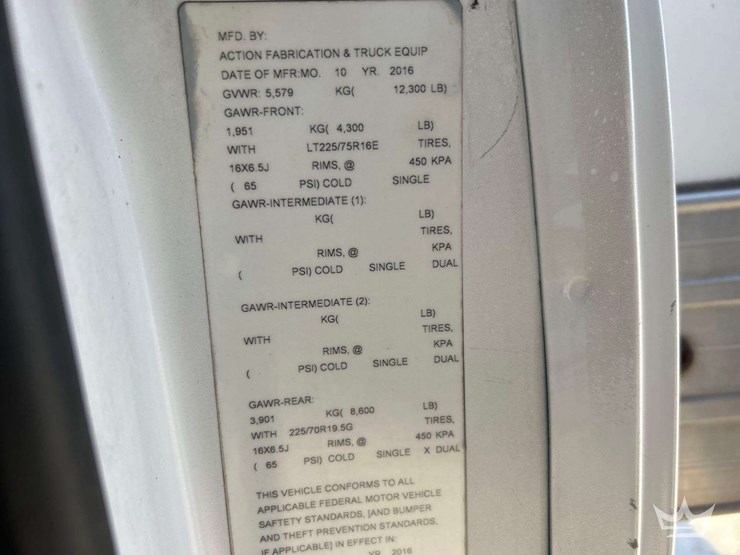 MFD. BY:
ACTION FABRICATION & TRUCK EQUIP
DATE OF MFR:MO. 10 YR. 2016
GVWR: 5,579 KG( 12,300 LB)
GAWR-FRONT:
1,951 KG( 4,300 LB)
WITH LT225/75R16E TIRES,
16X6.5J RIMS, @ 450 KPA
( 65 PSI) COLD SINGLE
GAWR-INTERMEDIATE (1):
KG( LB)
WITH TIRES,
RIMS, @ KPA
( PSI) COLD SINGLE DUAL
GAWR-INTERMEDIATE (2):
KG( LB)
WITH TIRES,
RIMS, @ KPA
( PSI) COLD SINGLE DUAL
GAWR-REAR:
3,901 KG( 8,600 LB)
WITH 225/70R19.5G TIRES,
16X6.5J RIMS, @ 450 KPA
( 65 PSI) COLD SINGLE X DUAL
THIS VEHICLE CONFORMS TO ALL
APPLICABLE FEDERAL MOTOR VEHICLE
SAFTETY STANDARDS, [AND BUMPER
AND THEFT PREVENTION STANDARDS,
IF APPLICABLE] IN EFFECT IN:
YR. 2016